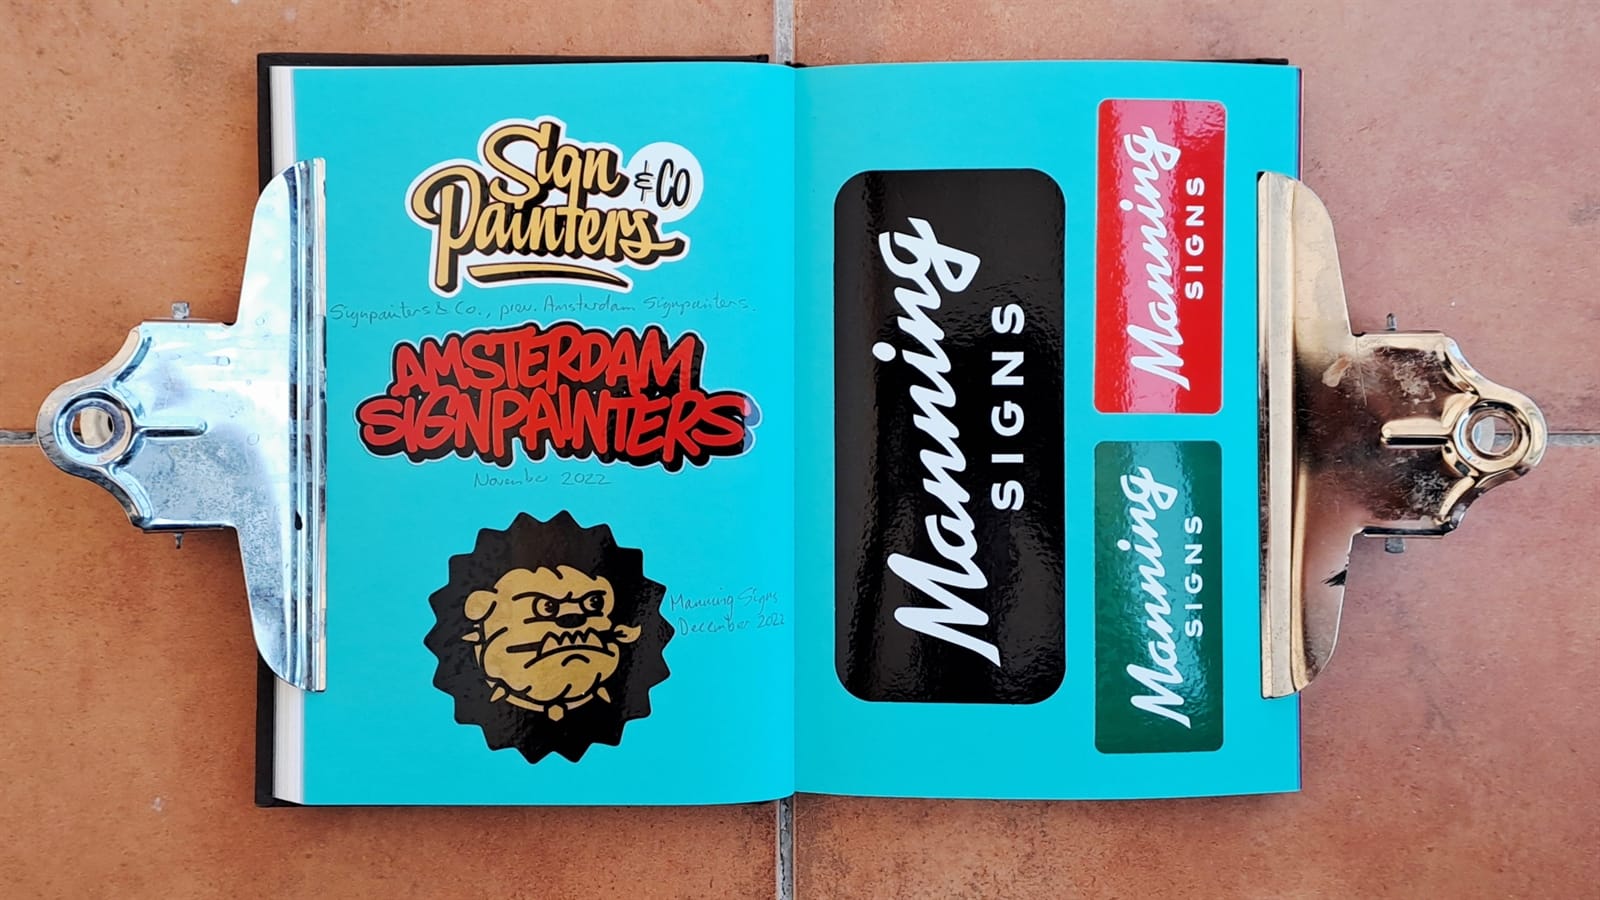 Sign
Painters
& Co
Signpainters & Co., prev. Amsterdam Signpainters.
AMSTERDAM
SIGNPAINTERS
November 2022
Manning Signs
December 2022
Manning
SIGNS
Manning
SIGNS
Manning
SIGNS